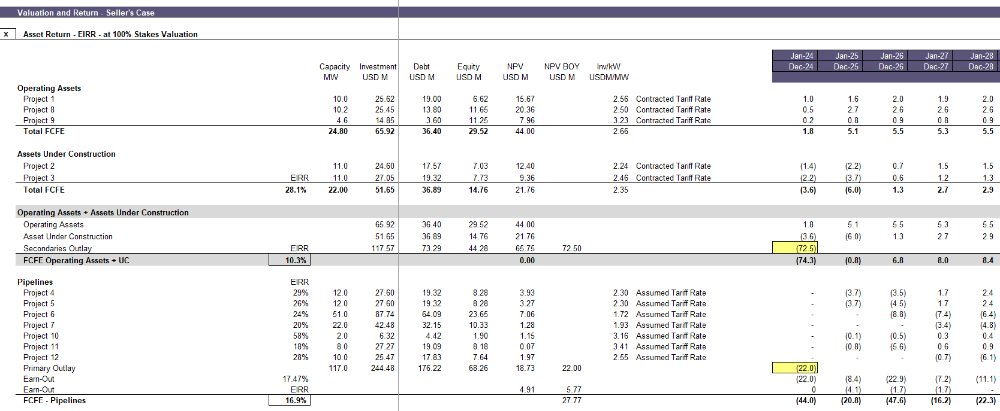 Valuation and Return - Seller's Case
x Asset Return - EIRR - at 100% Stakes Valuation
Jan-24 Jan-25 Jan-26 Jan-27 Jan-28
Capacity Investment Debt Equity NPV NPV BOY Inv/kW Dec-24 Dec-25 Dec-26 Dec-27 Dec-28
MW USD M USD M USD M USD M USD M USDM/MW
Operating Assets
Project 1 10.0 25.62 19.00 6.62 15.67 2.56 Contracted Tariff Rate 1.0 1.6 2.0 1.9 2.0
Project 8 10.2 25.45 13.80 11.65 20.36 2.50 Contracted Tariff Rate 0.5 2.7 2.6 2.6 2.6
Project 9 4.6 14.85 3.60 11.25 7.96 3.23 Contracted Tariff Rate 0.2 0.8 0.9 0.8 0.9
Total FCFE 24.80 65.92 36.40 29.52 44.00 2.66 1.8 5.1 5.5 5.3 5.5
Assets Under Construction
Project 2 11.0 24.60 17.57 7.03 12.40 2.24 Contracted Tariff Rate (1.4) (2.2) 0.7 1.5 1.5
Project 3 EIRR 11.0 27.05 19.32 7.73 9.36 2.46 Contracted Tariff Rate (2.2) (3.7) 0.6 1.2 1.3
Total FCFE 28.1% 22.00 51.65 36.89 14.76 21.76 2.35 (3.6) (6.0) 1.3 2.7 2.9
Operating Assets + Assets Under Construction
Operating Assets 65.92 36.40 29.52 44.00 1.8 5.1 5.5 5.3 5.5
Asset Under Construction 51.65 36.89 14.76 21.76 (3.6) (6.0) 1.3 2.7 2.9
Secondaries Outlay EIRR 117.57 73.29 44.28 65.75 72.50 (72.5)
FCFE Operating Assets + UC 10.3% 0.00 (74.3) (0.8) 6.8 8.0 8.4
Pipelines EIRR
Project 4 29% 12.0 27.60 19.32 8.28 3.93 2.30 Assumed Tariff Rate - (3.7) (3.5) 1.7 2.4
Project 5 26% 12.0 27.60 19.32 8.28 3.27 2.30 Assumed Tariff Rate - (3.7) (4.5) 1.7 2.4
Project 6 24% 51.0 87.74 64.09 23.65 7.06 1.72 Assumed Tariff Rate - - (8.8) (7.4) (6.4)
Project 7 20% 22.0 42.48 32.15 10.33 1.28 1.93 Assumed Tariff Rate - - - (3.4) (4.8)
Project 10 58% 2.0 6.32 4.42 1.90 1.15 3.16 Assumed Tariff Rate - (0.1) (0.5) 0.3 0.4
Project 11 18% 8.0 27.27 19.09 8.18 0.07 3.41 Assumed Tariff Rate - (0.8) (5.6) 0.6 0.9
Project 12 28% 10.0 25.47 17.83 7.64 1.97 2.55 Assumed Tariff Rate - - - (0.7) (6.1)
Primary Outlay 117.0 244.48 176.22 68.26 18.73 22.00 (22.0)
Earn-Out 17.47% (22.0) (8.4) (22.9) (7.2) (11.1)
Earn-Out EIRR 4.91 5.77 0 (4.1) (1.7) (1.7) -
FCFE - Pipelines 16.9% 27.77 (44.0) (20.8) (47.6) (16.2) (22.3)